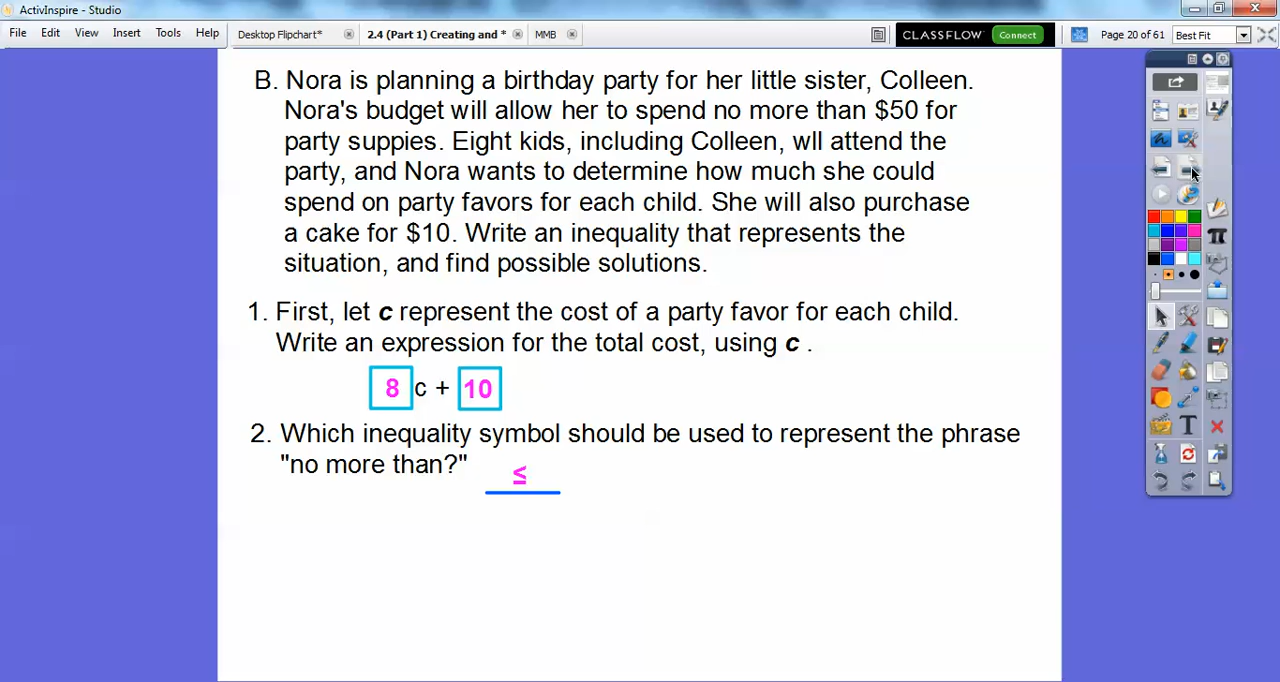 ActivInspire - Studio
File Edit View Insert Tools Help Desktop Flipchart* 2.4 (Part 1) Creating and * MMB CLASSFLOW Connect Page 20 of 61 Best Fit
B. Nora is planning a birthday party for her little sister, Colleen.
Nora's budget will allow her to spend no more than $50 for
party suppies. Eight kids, including Colleen, wll attend the
party, and Nora wants to determine how much she could
spend on party favors for each child. She will also purchase
a cake for $10. Write an inequality that represents the
situation, and find possible solutions.
1. First, let c represent the cost of a party favor for each child.
Write an expression for the total cost, using c .
8 c + 10
2. Which inequality symbol should be used to represent the phrase
"no more than?" ≤